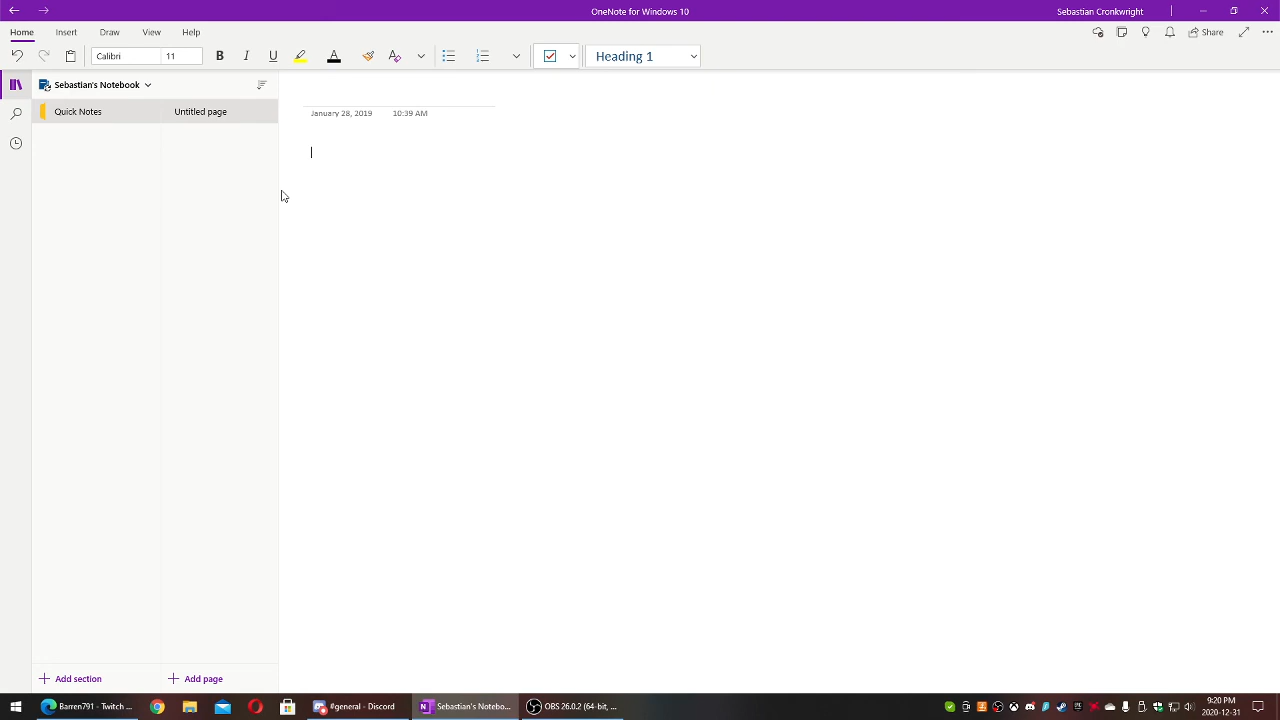 OneNote for Windows 10
Sebastian Cronkwright
Home Insert Draw View Help
Share
Calibri 11 B I U A Heading 1
Sebastian's Notebook
Quick Notes Untitled page
January 28, 2019 10:39 AM
Add section Add page
Barren791 - Twitch ... #general - Discord Sebastian's Notebo... OBS 26.0.2 (64-bit, ... 9:20 PM
2020-12-31